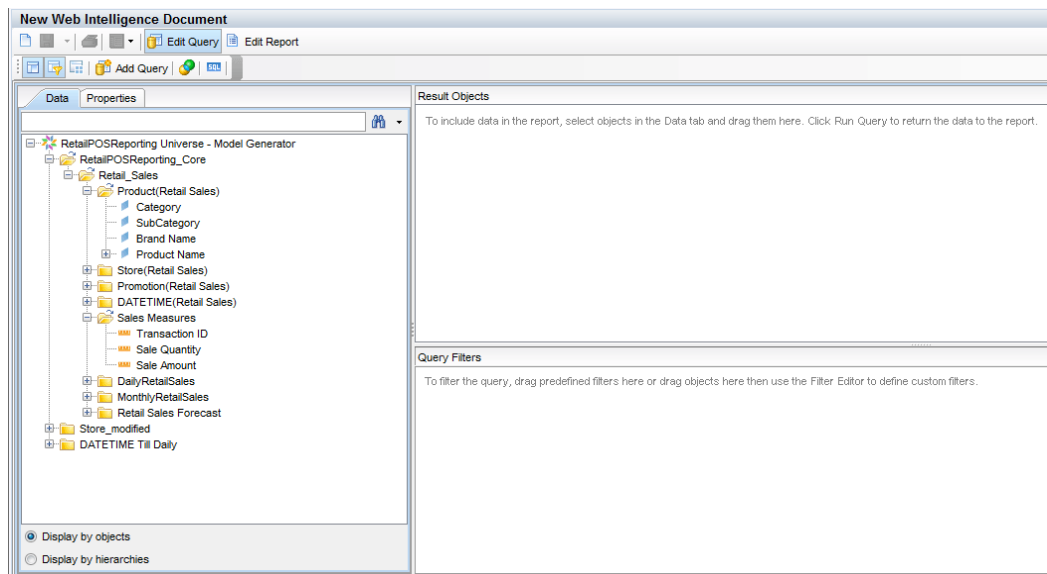 New Web Intelligence Document
Edit Query Edit Report
Add Query SQL
Data Properties
RetailPOSReporting Universe - Model Generator
RetailPOSReporting_Core
Retail_Sales
Product(Retail Sales)
Category
SubCategory
Brand Name
Product Name
Store(Retail Sales)
Promotion(Retail Sales)
DATETIME(Retail Sales)
Sales Measures
Transaction ID
Sale Quantity
Sale Amount
DailyRetailSales
MonthlyRetailSales
Retail Sales Forecast
Store_modified
DATETIME Till Daily
Display by objects
Display by hierarchies
Result Objects
To include data in the report, select objects in the Data tab and drag them here. Click Run Query to return the data to the report.
Query Filters
To filter the query, drag predefined filters here or drag objects here then use the Filter Editor to define custom filters.